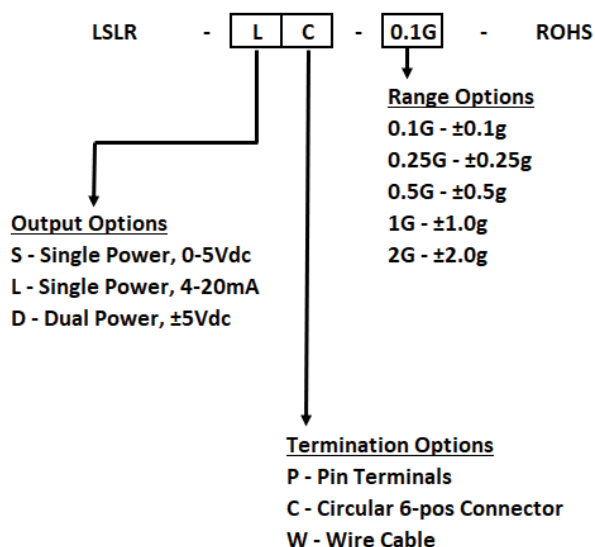 LSLR - L C - 0.1G - ROHS
Range Options
0.1G - ±0.1g
0.25G - ±0.25g
0.5G - ±0.5g
1G - ±1.0g
2G - ±2.0g
Output Options
S - Single Power, 0-5Vdc
L - Single Power, 4-20mA
D - Dual Power, ±5Vdc
Termination Options
P - Pin Terminals
C - Circular 6-pos Connector
W - Wire Cable